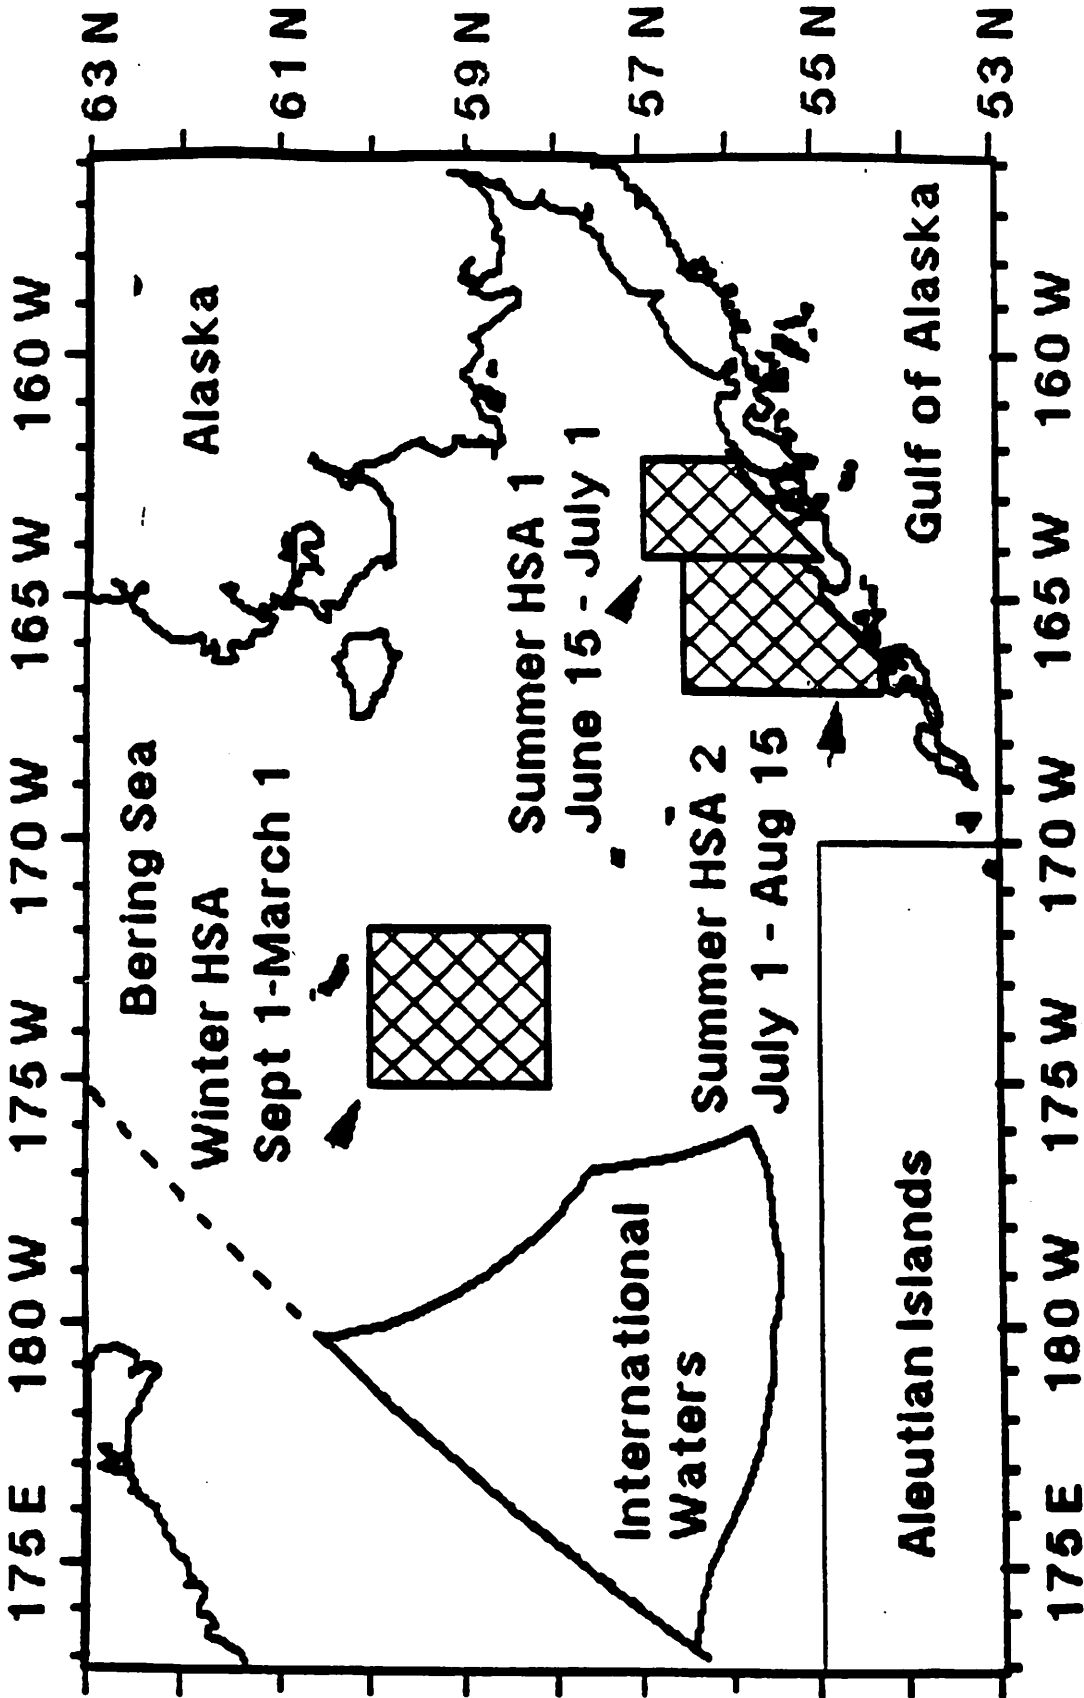 175 E
180 W
175 W
170 W
165 W
160 W
63 N
61 N
59 N
57 N
55 N
53 N
Bering Sea
Alaska
Winter HSA
Sept 1-March 1
Summer HSA 1
June 15 - July 1
Summer HSA 2
July 1 - Aug 15
International
Waters
Aleutian Islands
Gulf of Alaska
175 E
180 W
175 W
170 W
165 W
160 W